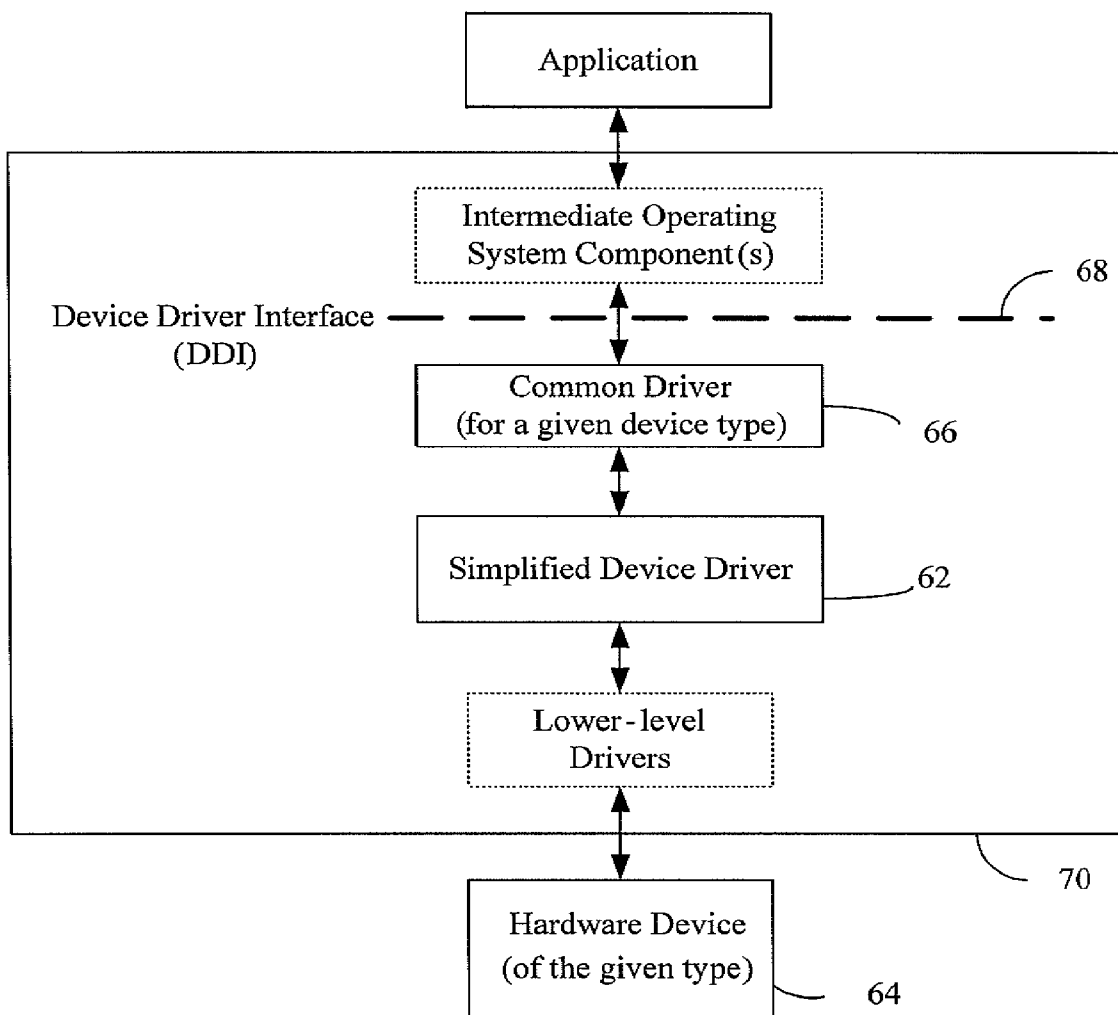 Application
Intermediate Operating
System Component(s)
68
Device Driver Interface
(DDI)
Common Driver
(for a given device type)
66
Simplified Device Driver
62
Lower-level
Drivers
70
Hardware Device
(of the given type)
64